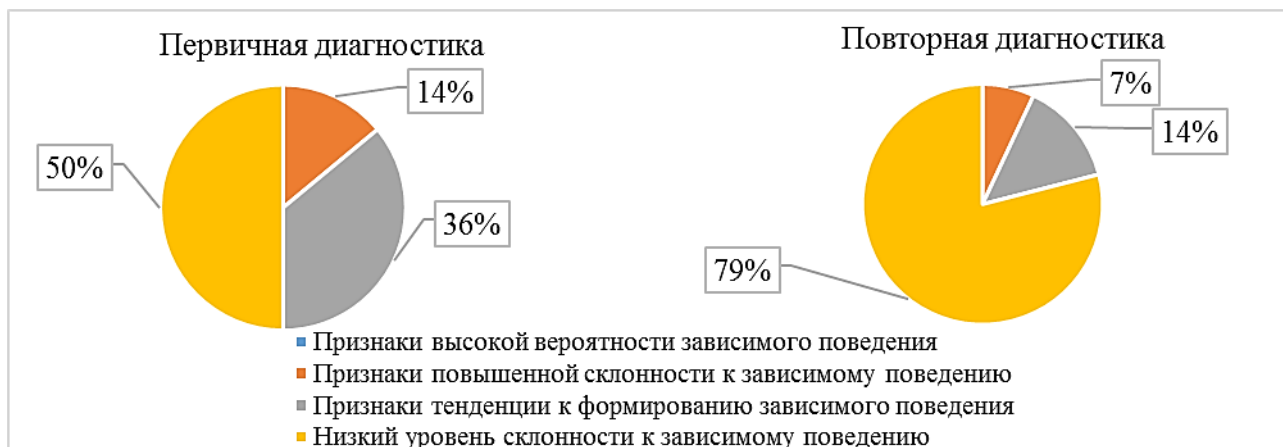 Первичная диагностика
14%
50%
36%
Повторная диагностика
7%
14%
79%
Признаки высокой вероятности зависимого поведения
Признаки повышенной склонности к зависимому поведению
Признаки тенденции к формированию зависимого поведения
Низкий уровень склонности к зависимому поведению